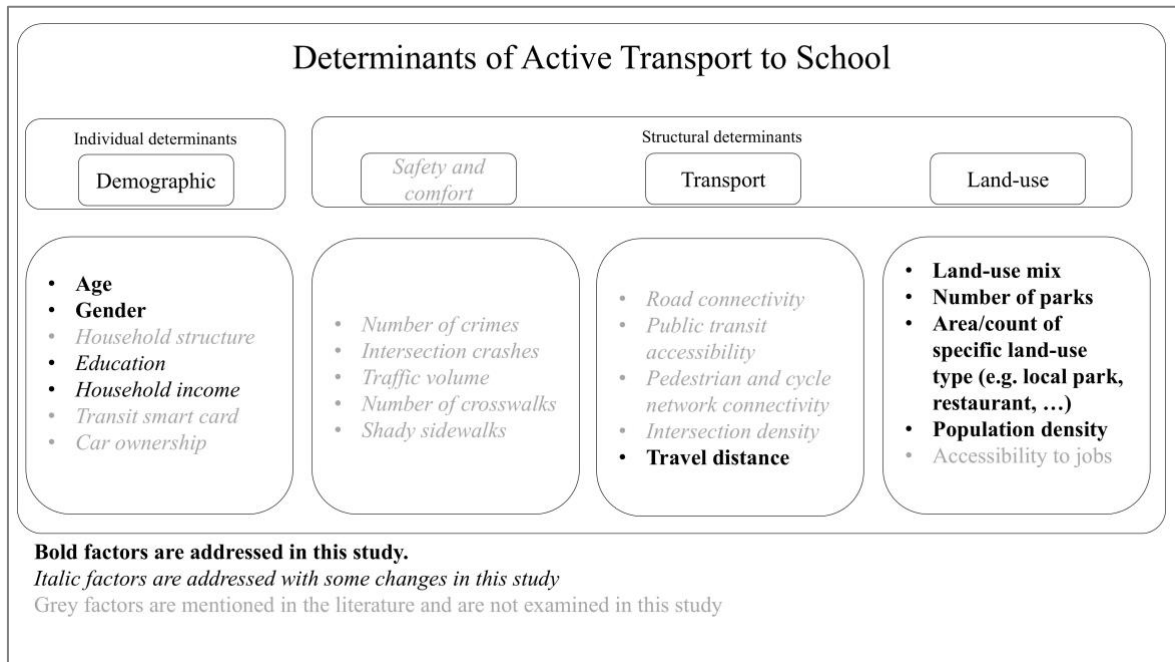 Determinants of Active Transport to School
Individual determinants
Demographic
Structural determinants
Safety and
comfort
Transport
Land-use
• Age
• Gender
• Household structure
• Education
• Household income
• Transit smart card
• Car ownership
• Number of crimes
• Intersection crashes
• Traffic volume
• Number of crosswalks
• Shady sidewalks
• Road connectivity
• Public transit
accessibility
• Pedestrian and cycle
network connectivity
• Intersection density
• Travel distance
• Land-use mix
• Number of parks
• Area/count of
specific land-use
type (e.g. local park,
restaurant, …)
• Population density
• Accessibility to jobs
Bold factors are addressed in this study.
Italic factors are addressed with some changes in this study
Grey factors are mentioned in the literature and are not examined in this study